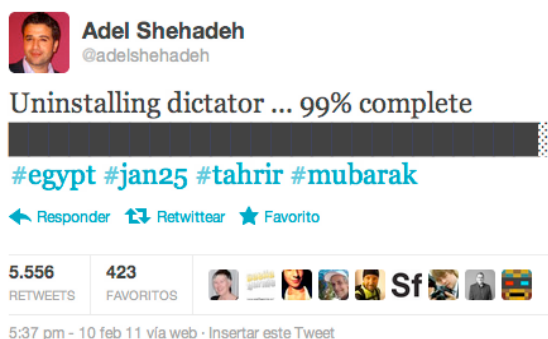 Adel Shehadeh
@adelshehadeh
Uninstalling dictator ... 99% complete
#egypt #jan25 #tahrir #mubarak
Responder Retwittear Favorito
5.556 423
RETWEETS FAVORITOS
Sf
5:37 pm - 10 feb 11 vía web · Insertar este Tweet